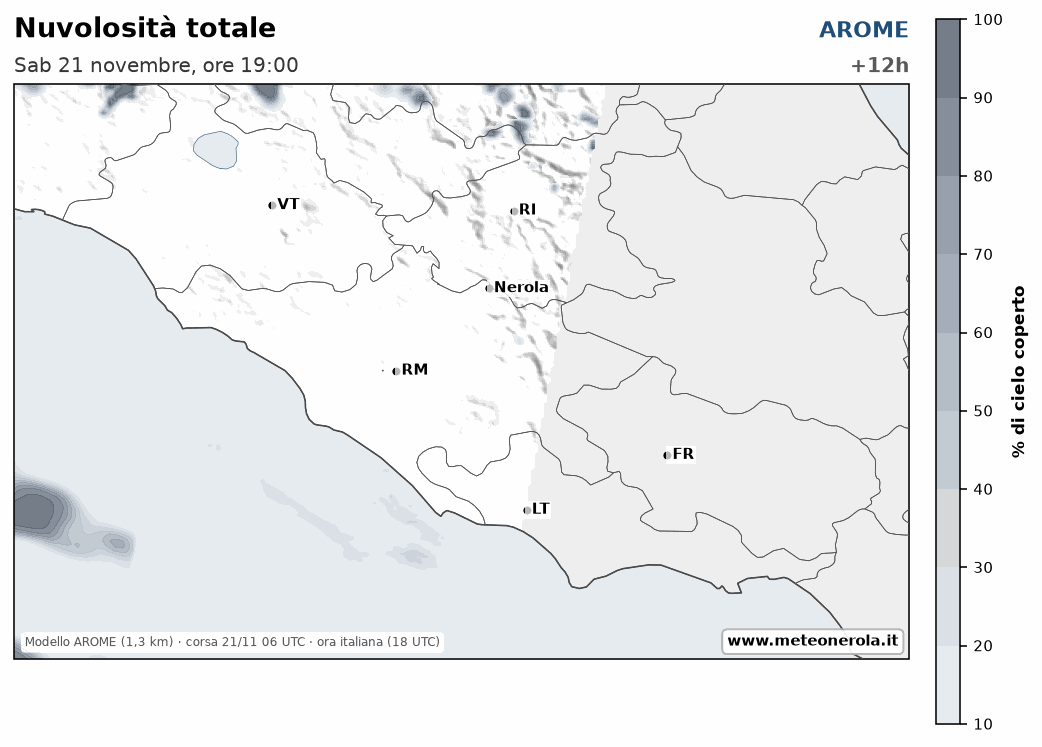 Nuvolosità totale
AROME
Sab 21 novembre, ore 19:00
+12h
VT
RI
Nerola
RM
FR
LT
Modello AROME (1,3 km) · corsa 21/11 06 UTC · ora italiana (18 UTC)
www.meteonerola.it
100
90
80
70
60
50
40
30
20
10
% di cielo coperto